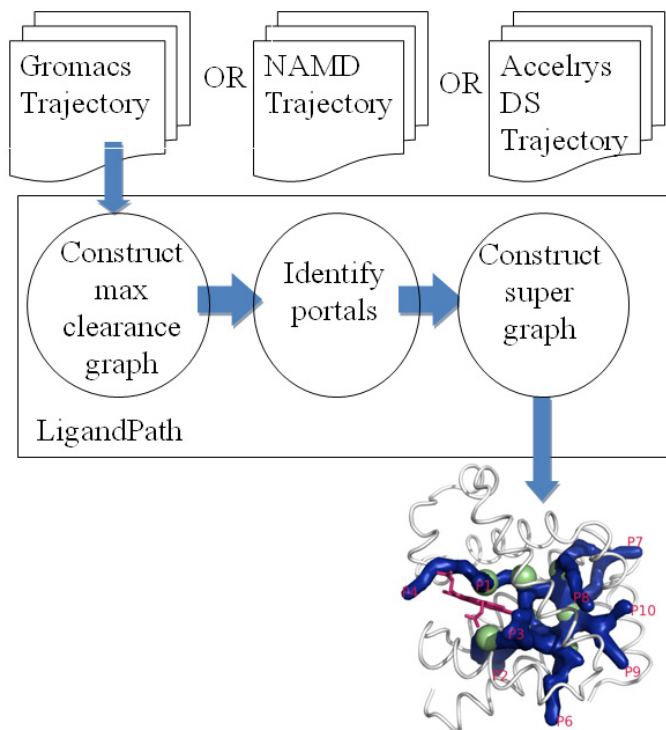 Gromacs
Trajectory
OR
NAMD
Trajectory
OR
Accelrys
DS
Trajectory
Construct
max
clearance
graph
Identify
portals
Construct
super
graph
LigandPath
P7
P4
P1
P8
P10
P3
P2
P9
P6